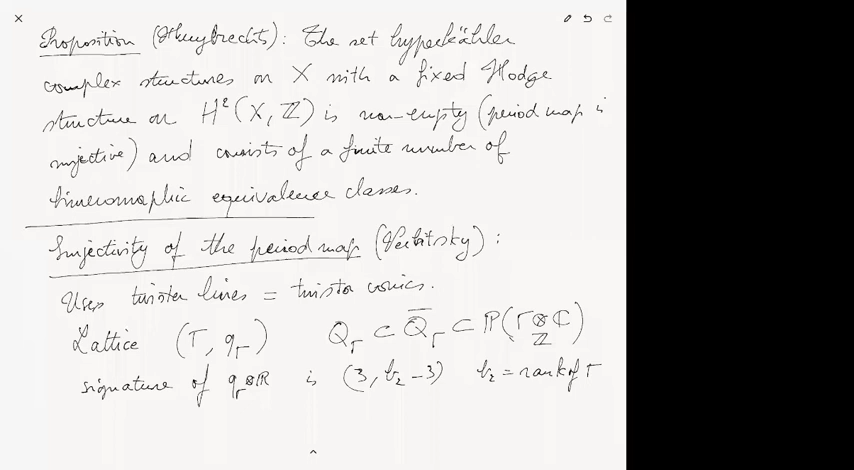 Proposition (Huybrechts): The set hyperkähler
complex structures on X with a fixed Hodge
structure on H²(X, ℤ) is non-empty (period map is
surjective) and consists of a finite number of
bimeromorphic equivalence classes.
Surjectivity of the period map (Verbitsky):
Uses twistor lines = twistor conics.
Lattice (Γ, q_Γ) Q_Γ ⊂ Q̅_Γ ⊂ ℙ(Γ ⊗_ℤ ℂ)
signature of q_Γ⊗ℝ is (3, b₂ - 3) b₂ = rank of Γ